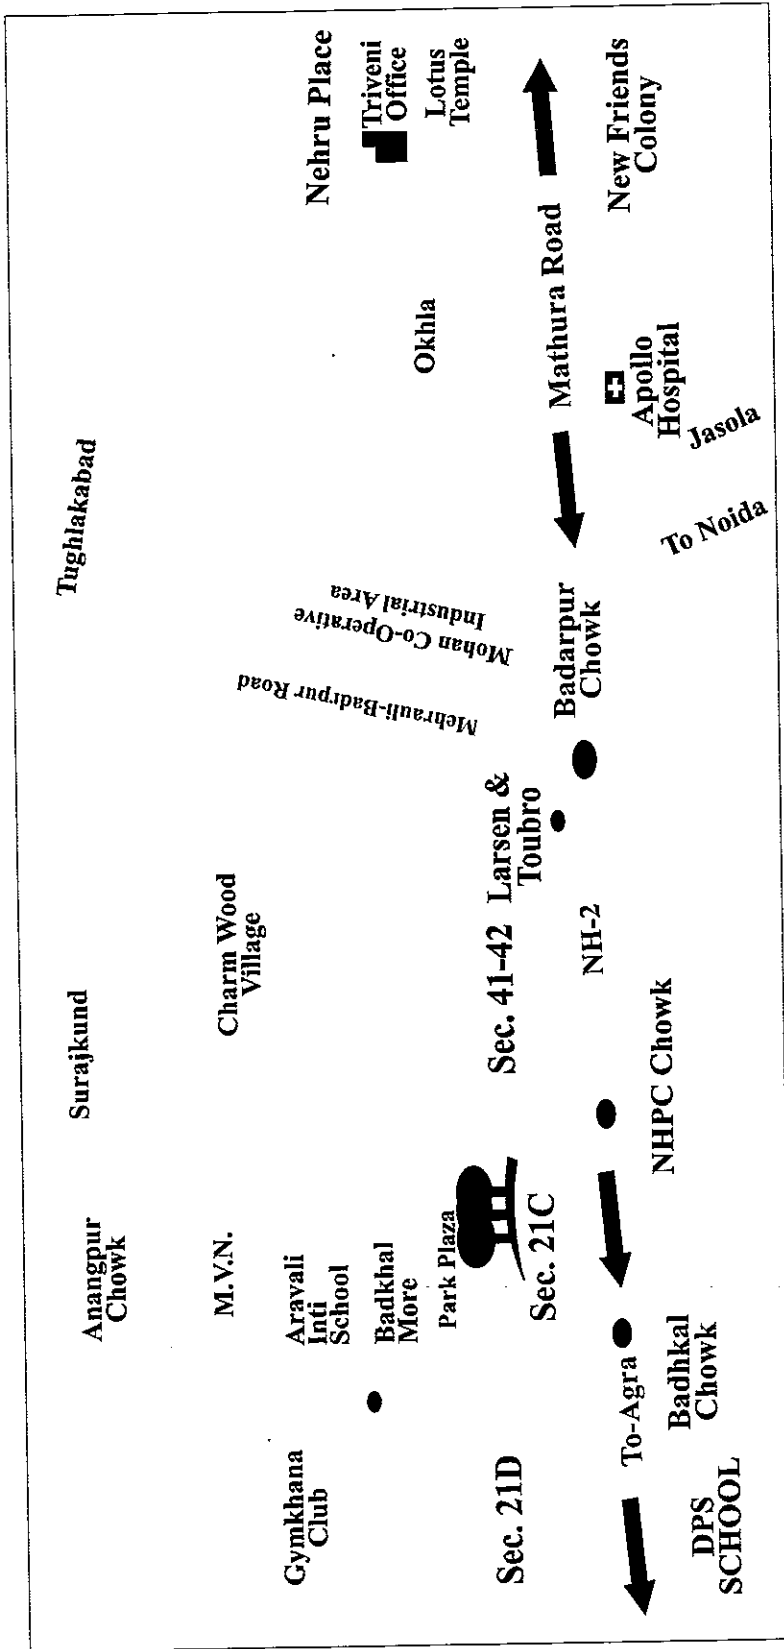 Anangpur
Chowk
Surajkund
Tughlakabad
M.V.N.
Charm Wood
Village
Gymkhana
Club
Aravali
Inti
School
Badkhal
More
Park Plaza
Mehrauli-Badrpur Road
Mohan Co-Operative
Industrial Area
Nehru Place
Triveni
Office
Lotus
Temple
Okhla
Sec. 21D
Sec. 21C
Sec. 41-42
Larsen &
Toubro
Badarpur
Chowk
Mathura Road
NH-2
To-Agra
Badhkal
Chowk
NHPC Chowk
DPS
SCHOOL
To Noida
Jasola
Apollo
Hospital
New Friends
Colony